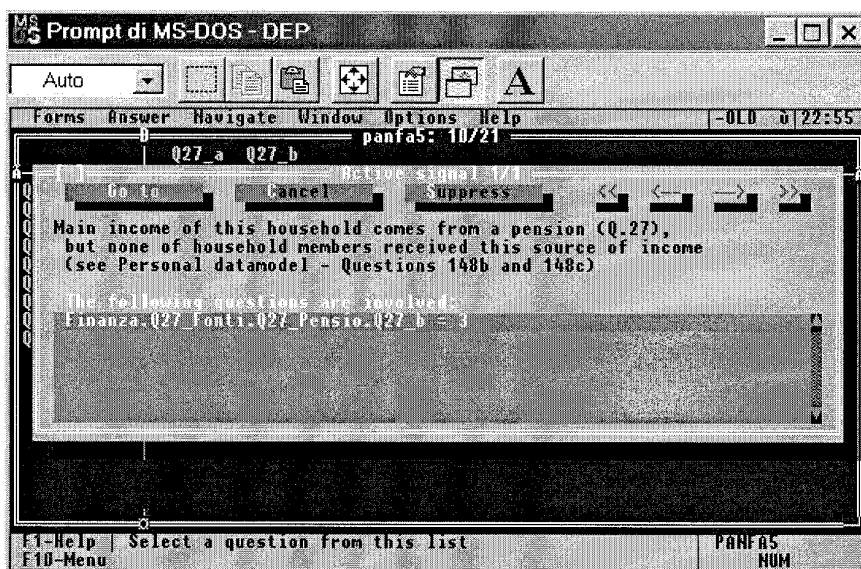 MS DOS Prompt di MS-DOS - DEP
Auto
A
Forms Answer Navigate Window Options Help -OLD ù 22:55
panfa5: 10/21
Q27_a Q27_b
Active signal 1/1
Go to Cancel Suppress << <-- --> >>
Main income of this household comes from a pension (Q.27),
but none of household members received this source of income
(see Personal datamodel - Questions 148b and 148c)
The following questions are involved:
Finanza.Q27_Fonti.Q27_Pensio.Q27_b = 3
F1-Help Select a question from this list PANFA5
F10-Menu NUM